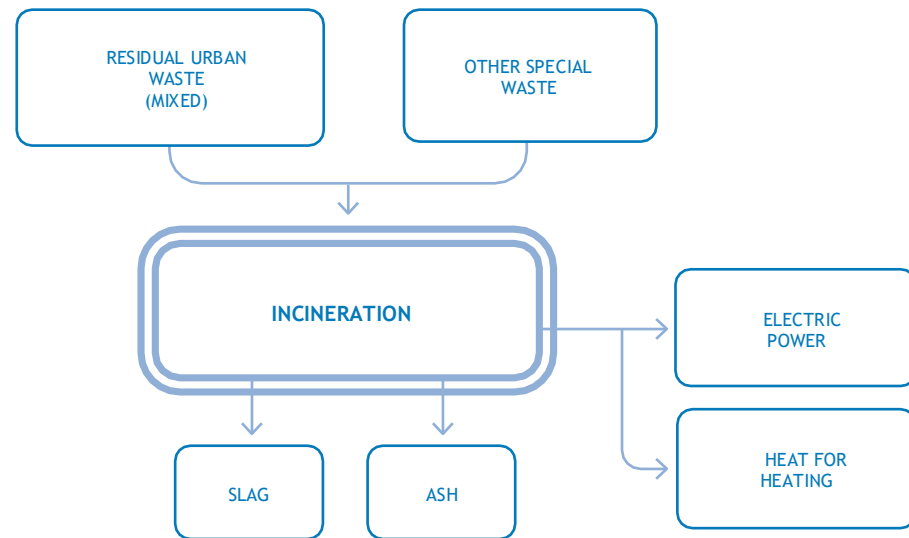 RESIDUAL URBAN
WASTE
(MIXED)
OTHER SPECIAL
WASTE
INCINERATION
ELECTRIC
POWER
HEAT FOR
HEATING
SLAG
ASH